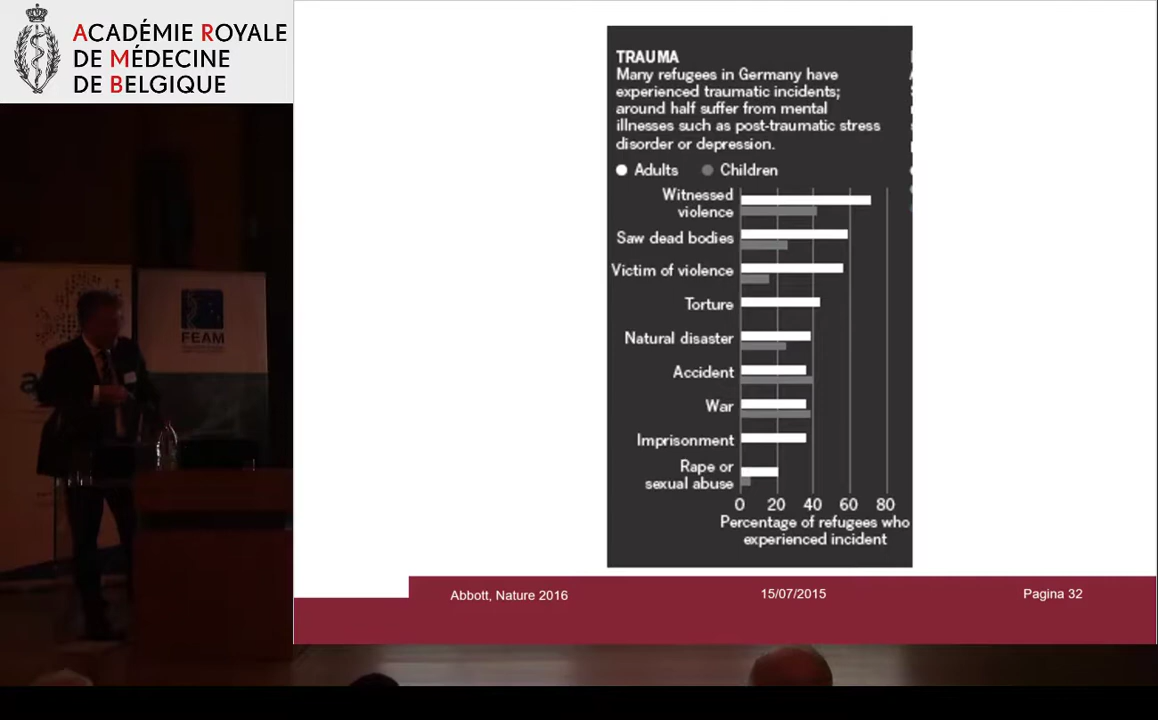 ACADÉMIE ROYALE
DE MÉDECINE
DE BELGIQUE
FEAM
TRAUMA
Many refugees in Germany have
experienced traumatic incidents;
around half suffer from mental
illnesses such as post-traumatic stress
disorder or depression.
Adults Children
Witnessed
violence
Saw dead bodies
Victim of violence
Torture
Natural disaster
Accident
War
Imprisonment
Rape or
sexual abuse
0 20 40 60 80
Percentage of refugees who
experienced incident
Abbott, Nature 2016 15/07/2015 Pagina 32